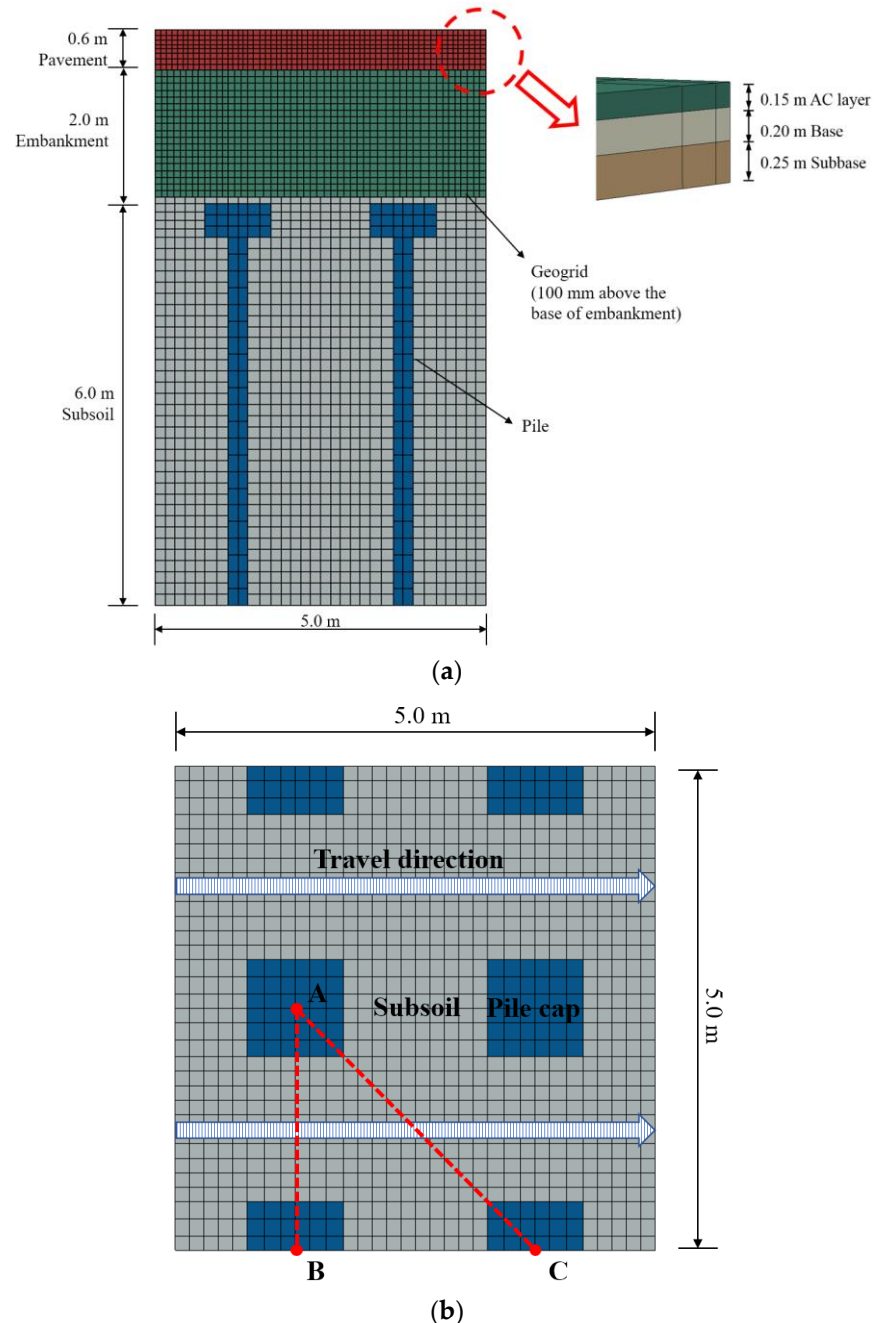 0.6 m
Pavement
2.0 m
Embankment
0.15 m AC layer
0.20 m Base
0.25 m Subbase
Geogrid
(100 mm above the
base of embankment)
6.0 m
Subsoil
Pile
5.0 m
(a)
5.0 m
Travel direction
A
Subsoil
Pile cap
5.0 m
B
C
(b)